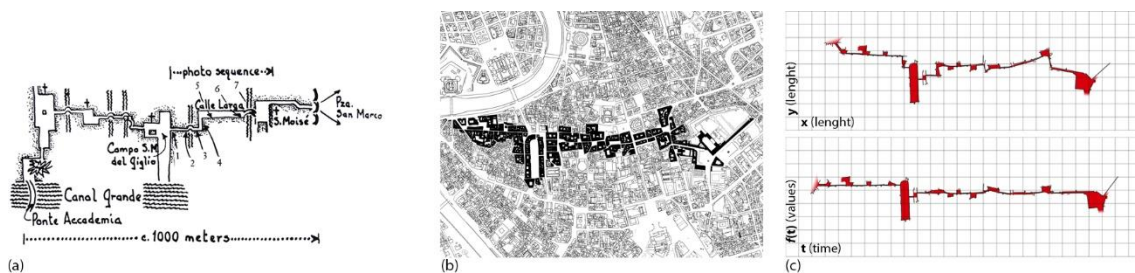 ...photo sequence...
5
6
7
Calle Larga
Pza.
San Marco
S. Moisé
Campo S.M
del Giglio
1
2
3
4
Canal Grande
Ponte Accademia
c. 1000 meters
(a)
(b)
y (lenght)
x (lenght)
f(t) (values)
t (time)
(c)